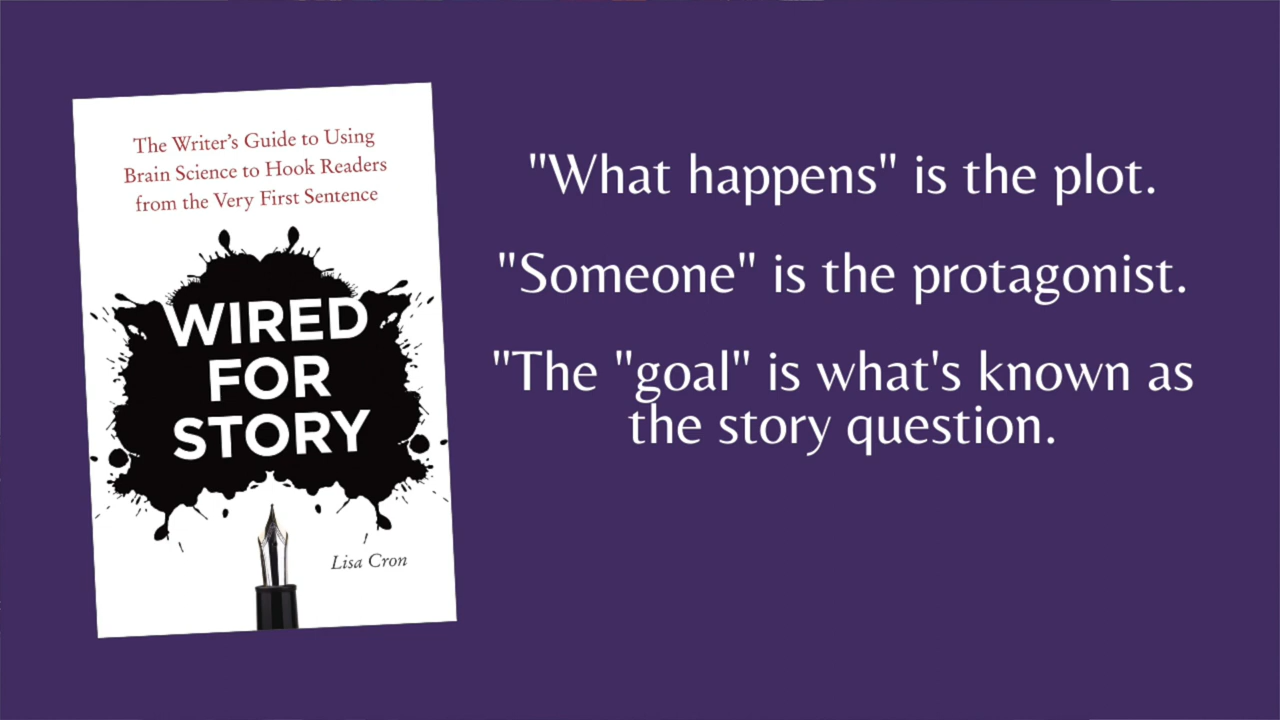 The Writer's Guide to Using
Brain Science to Hook Readers
from the Very First Sentence
WIRED
FOR
STORY
Lisa Cron
"What happens" is the plot.
"Someone" is the protagonist.
"The "goal" is what's known as
the story question.